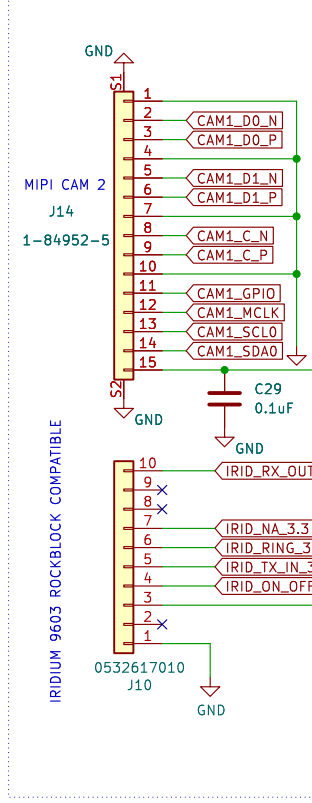 GND
S1
1
2 CAM1_D0_N
3 CAM1_D0_P
4
5 CAM1_D1_N
MIPI CAM 2
6 CAM1_D1_P
J14
7
8 CAM1_C_N
1-84952-5
9 CAM1_C_P
10
11 CAM1_GPIO
12 CAM1_MCLK
13 CAM1_SCL0
14 CAM1_SDA0
15
S2
C29
0.1uF
GND
GND
IRIDIUM 9603 ROCKBLOCK COMPATIBLE
10 IRID_RX_OUT
9
8
7 IRID_NA_3.3
6 IRID_RING_3
5 IRID_TX_IN_3
4 IRID_ON_OFF
3
2
1
0532617010
J10
GND